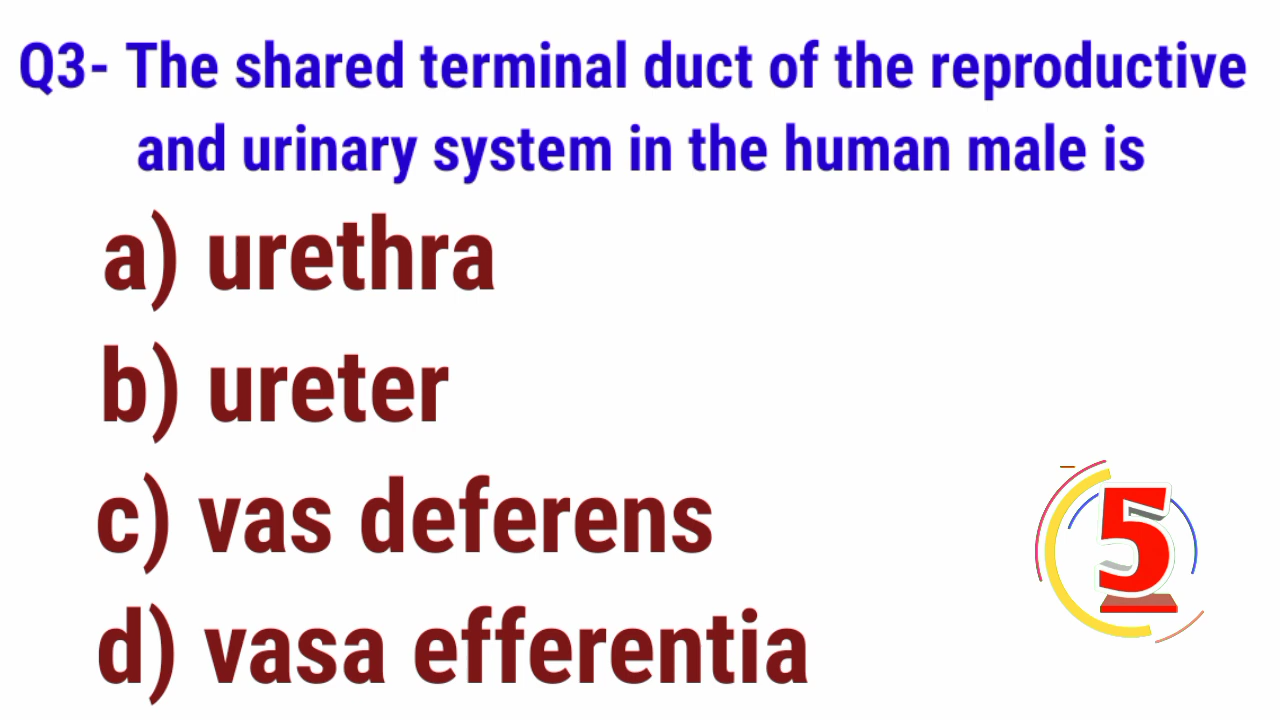 Q3- The shared terminal duct of the reproductive
and urinary system in the human male is
a) urethra
b) ureter
c) vas deferens
5
d) vasa efferentia